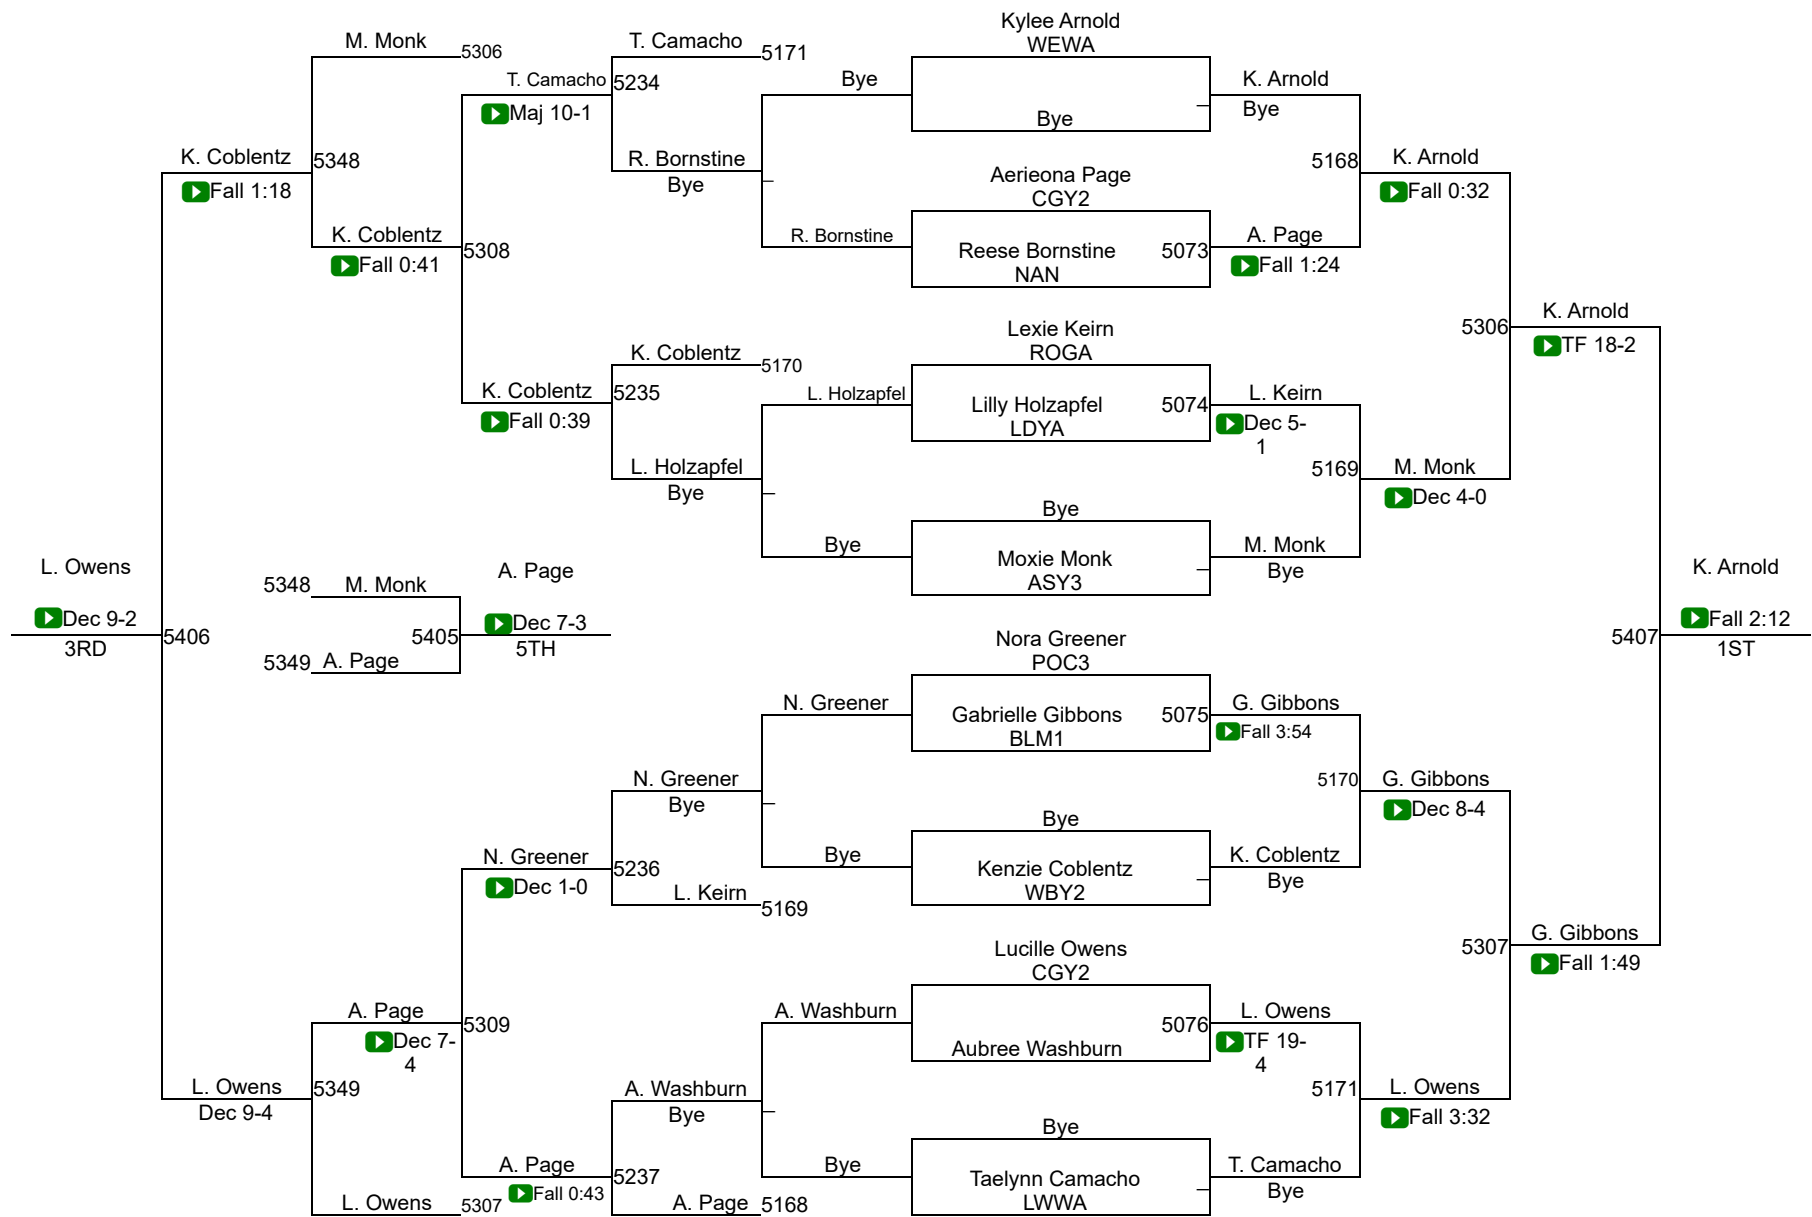 Kylee Arnold
WEWA
M. Monk
5306
T. Camacho
5171
T. Camacho
5234
Maj 10-1
Bye
Bye
K. Arnold
Bye
K. Coblentz
5348
Fall 1:18
R. Bornstine
Bye
Aerieona Page
CGY2
5168
K. Arnold
Fall 0:32
K. Coblentz
5308
Fall 0:41
R. Bornstine
Reese Bornstine
NAN
5073
A. Page
Fall 1:24
Lexie Keirn
ROGA
5306
K. Arnold
TF 18-2
K. Coblentz
5170
K. Coblentz
5235
Fall 0:39
L. Holzapfel
Lilly Holzapfel
LDYA
5074
L. Keirn
Dec 5-
1
L. Holzapfel
Bye
5169
M. Monk
Dec 4-0
Bye
Bye
Moxie Monk
ASY3
M. Monk
Bye
L. Owens
Dec 9-2
3RD
5406
5348
M. Monk
5405
5349
A. Page
A. Page
Dec 7-3
5TH
5407
K. Arnold
Fall 2:12
1ST
Nora Greener
POC3
N. Greener
Gabrielle Gibbons
BLM1
5075
G. Gibbons
Fall 3:54
N. Greener
Bye
5170
G. Gibbons
Dec 8-4
Bye
N. Greener
5236
Dec 1-0
Bye
Kenzie Coblentz
WBY2
K. Coblentz
Bye
L. Keirn
5169
5307
G. Gibbons
Fall 1:49
Lucille Owens
CGY2
A. Page
5309
Dec 7-
4
A. Washburn
Aubree Washburn
5076
L. Owens
TF 19-
4
L. Owens
5349
Dec 9-4
A. Washburn
Bye
5171
L. Owens
Fall 3:32
Bye
A. Page
5237
Fall 0:43
Bye
Taelynn Camacho
LWWA
T. Camacho
Bye
L. Owens
5307
A. Page
5168